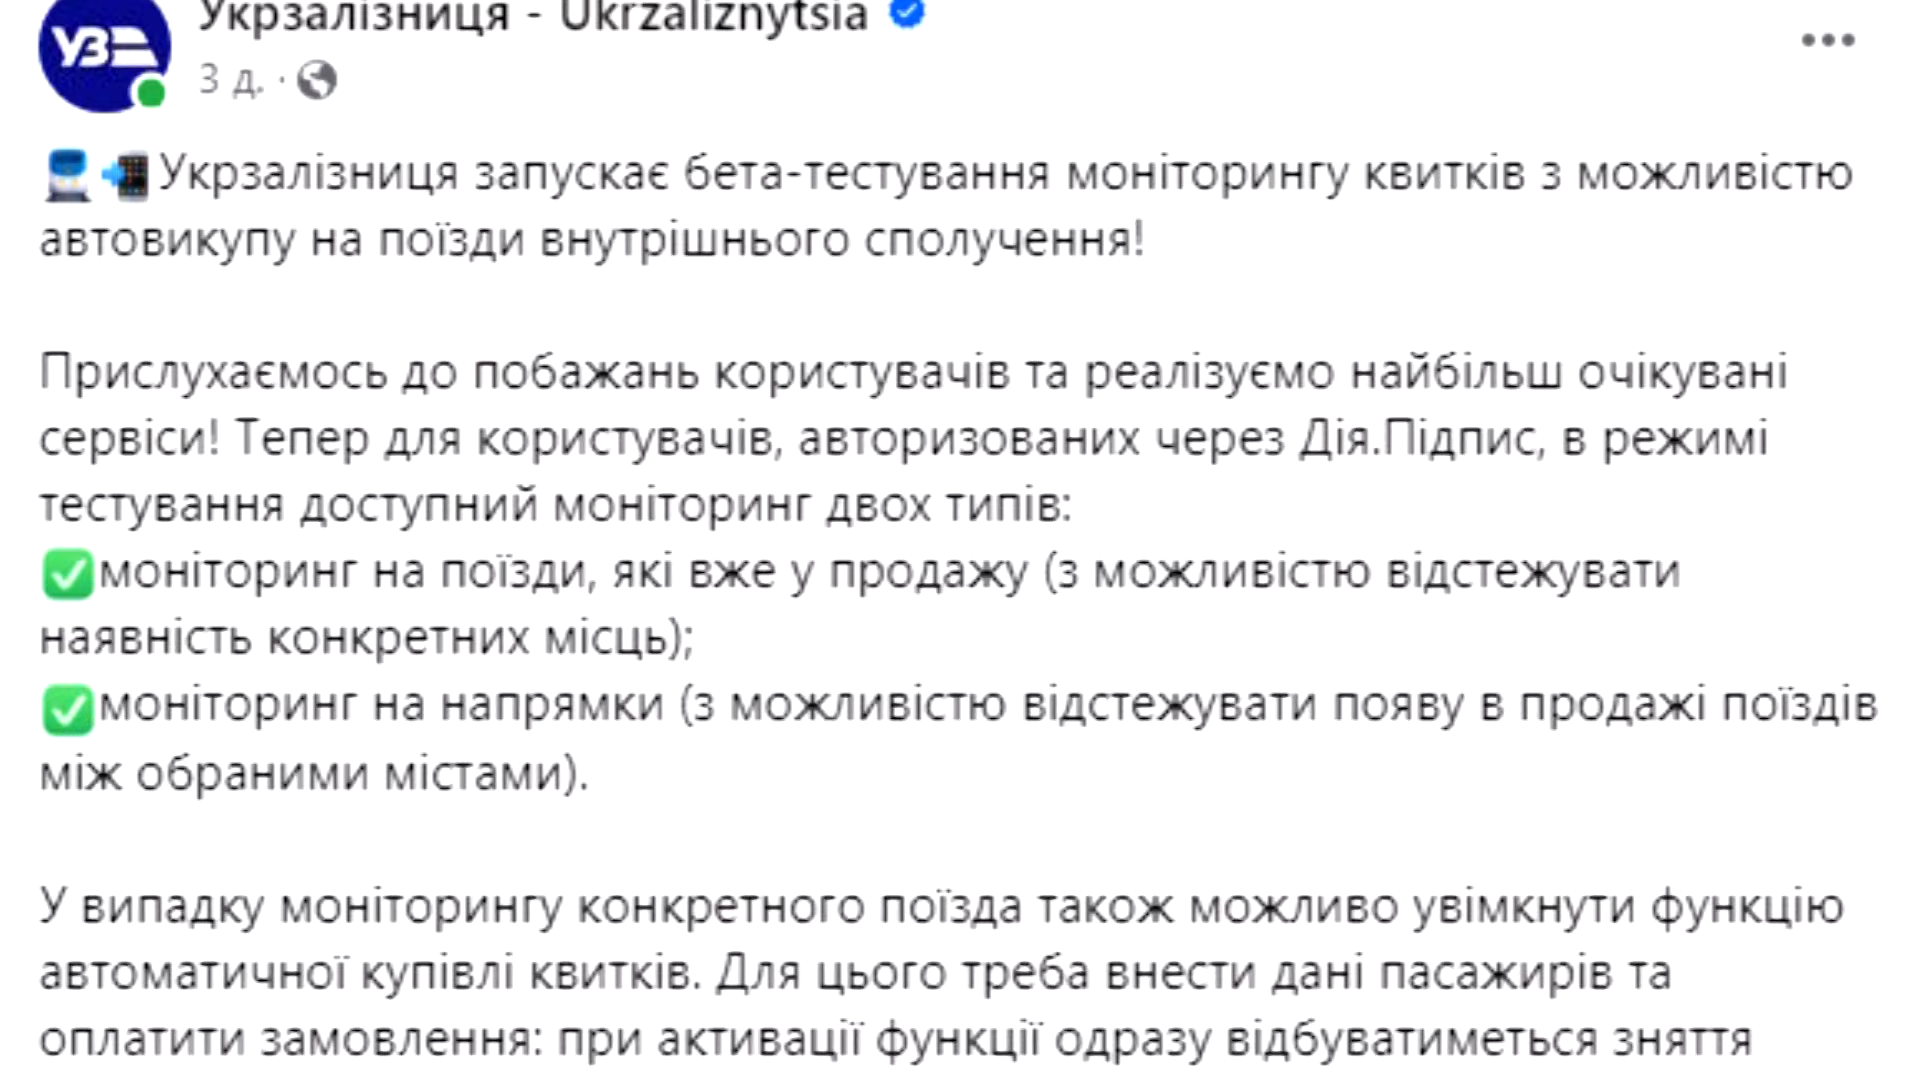 Укрзалізниця - Ukrzaliznytsia
УЗ
3 д. ·
Укрзалізниця запускає бета-тестування моніторингу квитків з можливістю
автовикупу на поїзди внутрішнього сполучення!
Прислухаємось до побажань користувачів та реалізуємо найбільш очікувані
сервіси! Тепер для користувачів, авторизованих через Дія.Підпис, в режимі
тестування доступний моніторинг двох типів:
✅моніторинг на поїзди, які вже у продажу (з можливістю відстежувати
наявність конкретних місць);
✅моніторинг на напрямки (з можливістю відстежувати появу в продажі поїздів
між обраними містами).
У випадку моніторингу конкретного поїзда також можливо увімкнути функцію
автоматичної купівлі квитків. Для цього треба внести дані пасажирів та
оплатити замовлення: при активації функції одразу відбуватиметься зняття